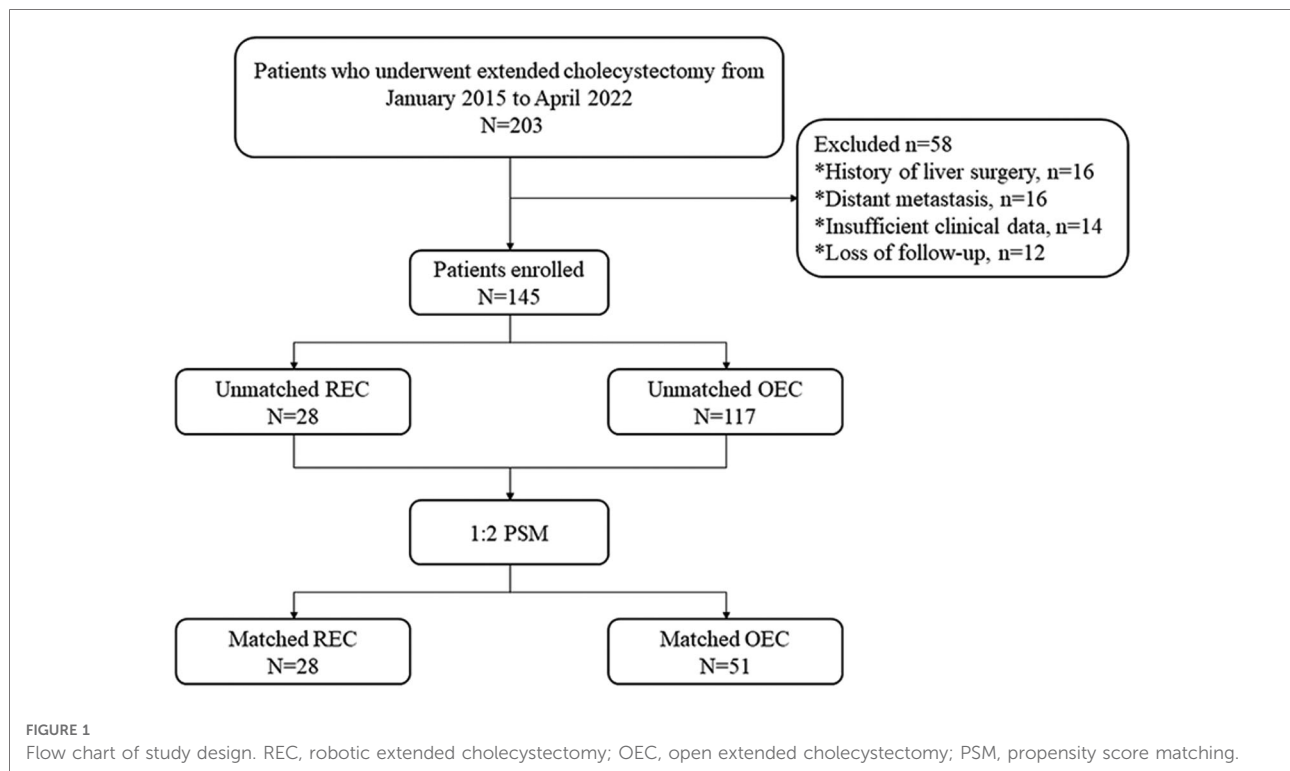 Patients who underwent extended cholecystectomy from
January 2015 to April 2022
N=203
Excluded n=58
*History of liver surgery, n=16
*Distant metastasis, n=16
*Insufficient clinical data, n=14
*Loss of follow-up, n=12
Patients enrolled
N=145
Unmatched REC
N=28
Unmatched OEC
N=117
1:2 PSM
Matched REC
N=28
Matched OEC
N=51
FIGURE 1
Flow chart of study design. REC, robotic extended cholecystectomy; OEC, open extended cholecystectomy; PSM, propensity score matching.